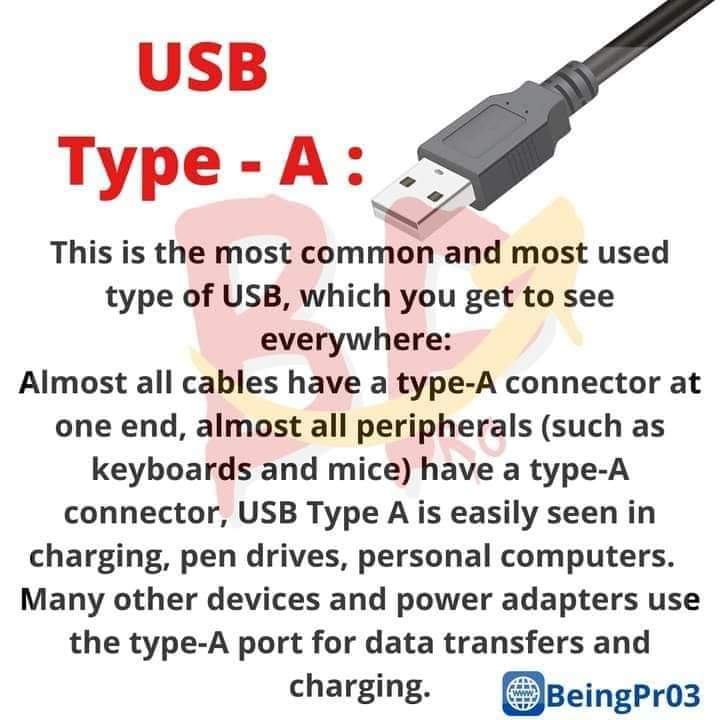 USB
Type - A :
This is the most common and most used
type of USB, which you get to see
everywhere:
Almost all cables have a type-A connector at
one end, almost all peripherals (such as
keyboards and mice) have a type-A
connector, USB Type A is easily seen in
charging, pen drives, personal computers.
Many other devices and power adapters use
the type-A port for data transfers and
charging.
www BeingPr03